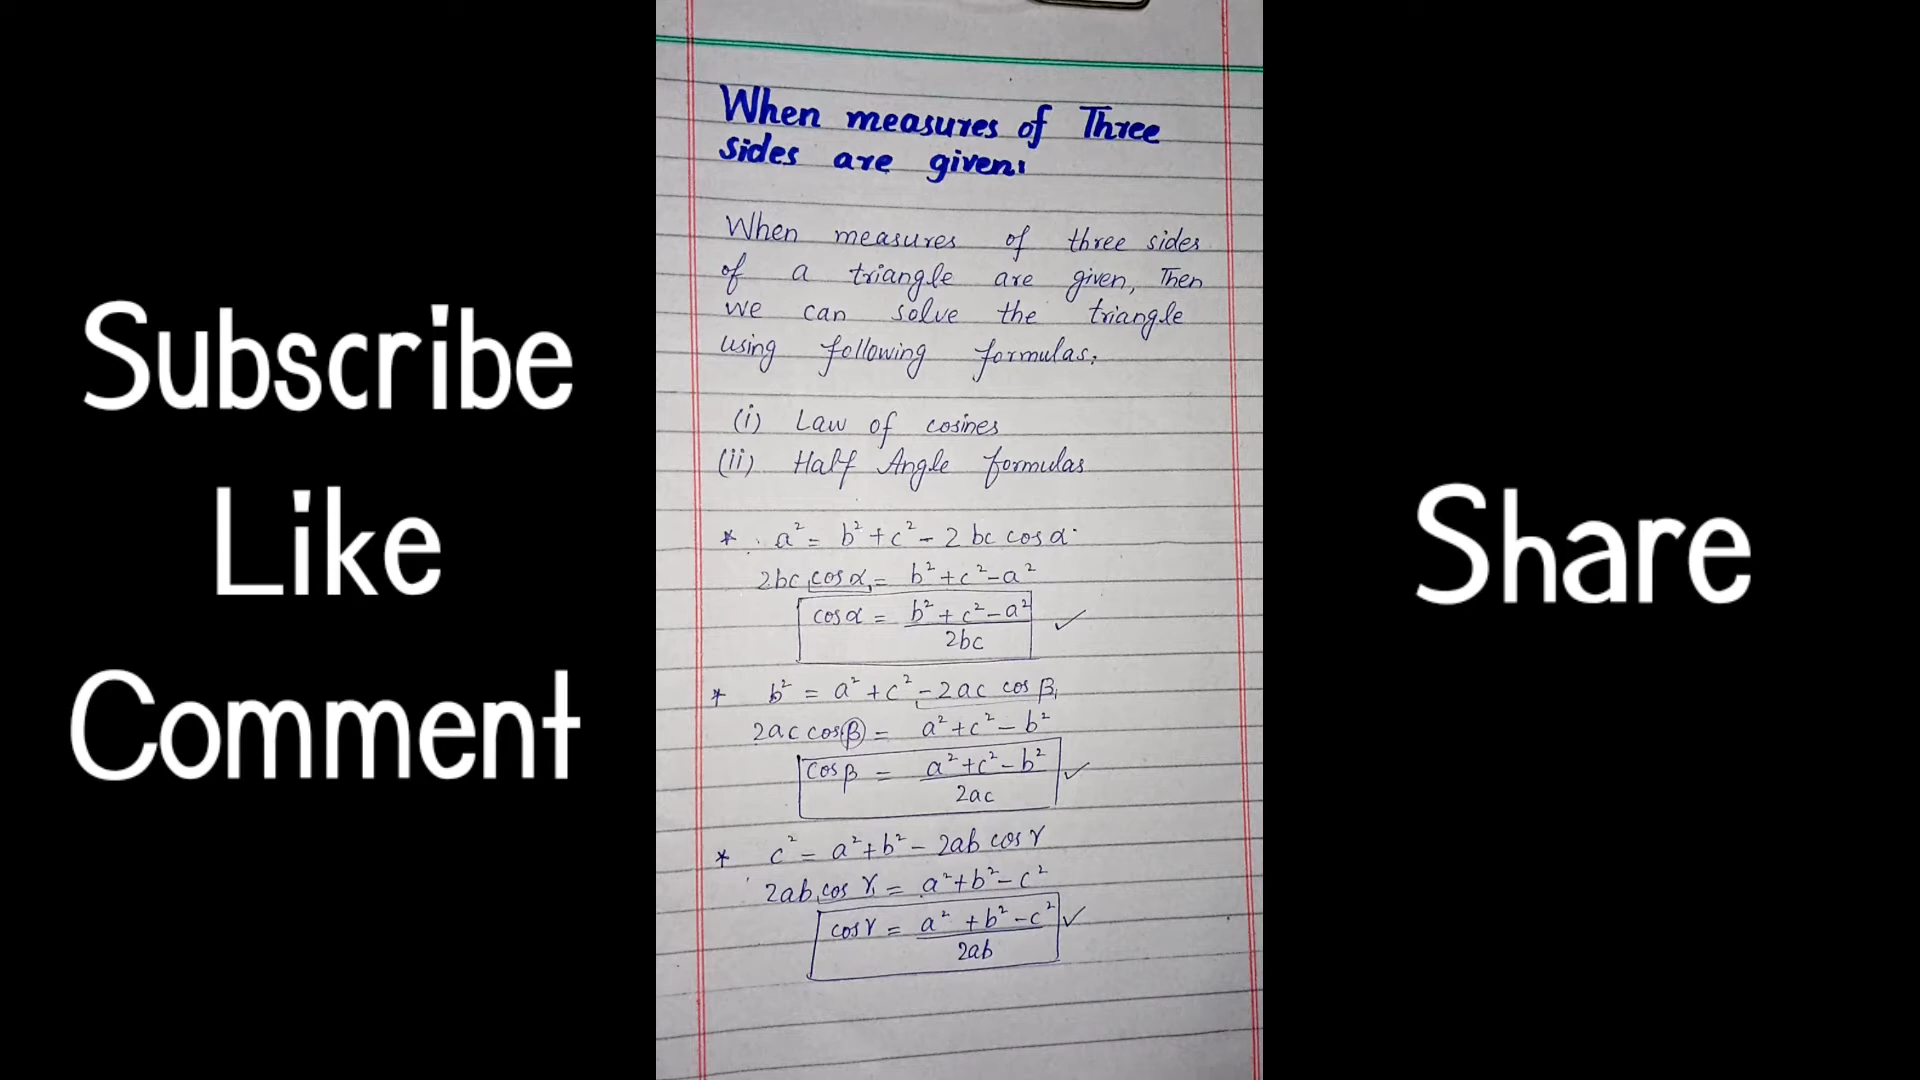 Subscribe
Like
Comment
When measures of Three
sides are given:
When measures of three sides
of a triangle are given, Then
we can solve the triangle
using following formulas:
(i) Law of cosines
(ii) Half Angle formulas
* a² = b² + c² - 2bc cos α
2bc cos α = b² + c² - a²
cos α = b² + c² - a²
2bc ✓
* b² = a² + c² - 2ac cos β
2ac cos β = a² + c² - b²
cos β = a² + c² - b² ✓
2ac
* c² = a² + b² - 2ab cos γ
2ab cos γ = a² + b² - c²
cos γ = a² + b² - c² ✓
2ab
Share